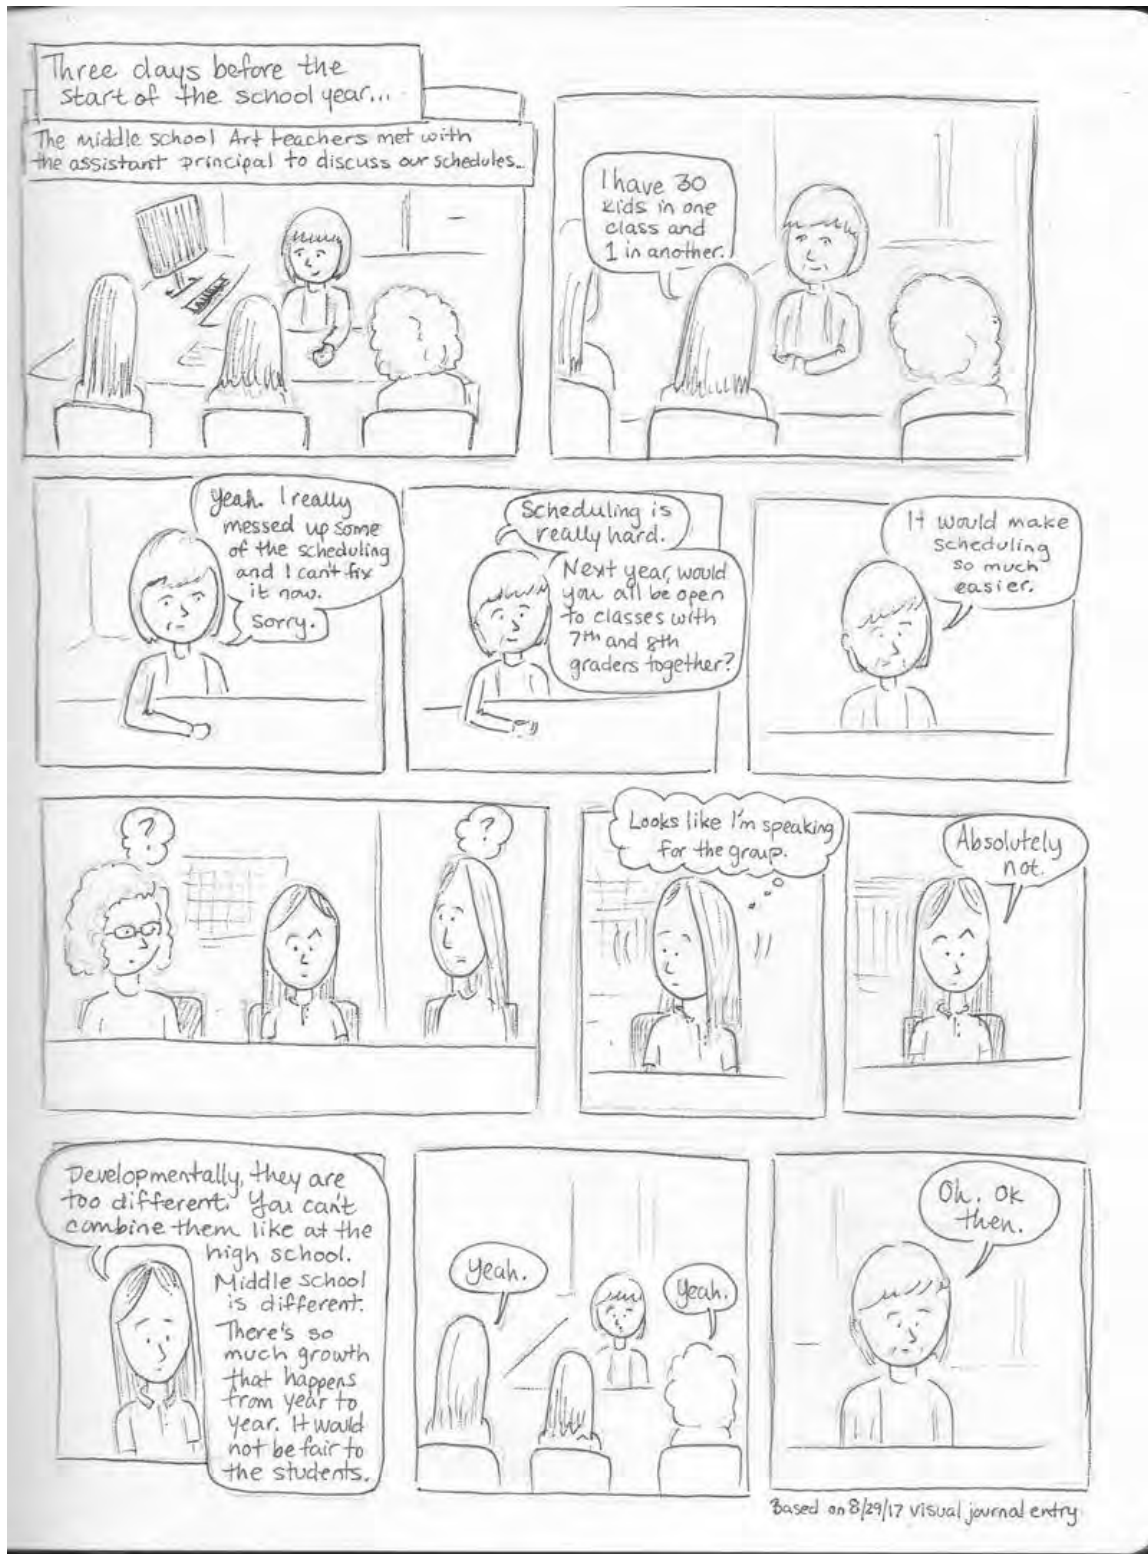 Three days before the
start of the school year...
The middle school Art teachers met with
the assistant principal to discuss our schedules...
I have 30
kids in one
class and
1 in another.
Yeah. I really
messed up some
of the scheduling
and I can't fix
it now.
Sorry.
Scheduling is
really hard.
Next year, would
you all be open
to classes with
7th and 8th
graders together?
It would make
scheduling
so much
easier.
?
?
Looks like I'm speaking
for the group.
Absolutely
not.
Developmentally, they are
too different. You can't
combine them like at the
high school.
Middle school
is different.
There's so
much growth
that happens
from year to
year. It would
not be fair to
the students.
Yeah.
Yeah.
Oh. Ok
then.
Based on 8/29/17 visual journal entry